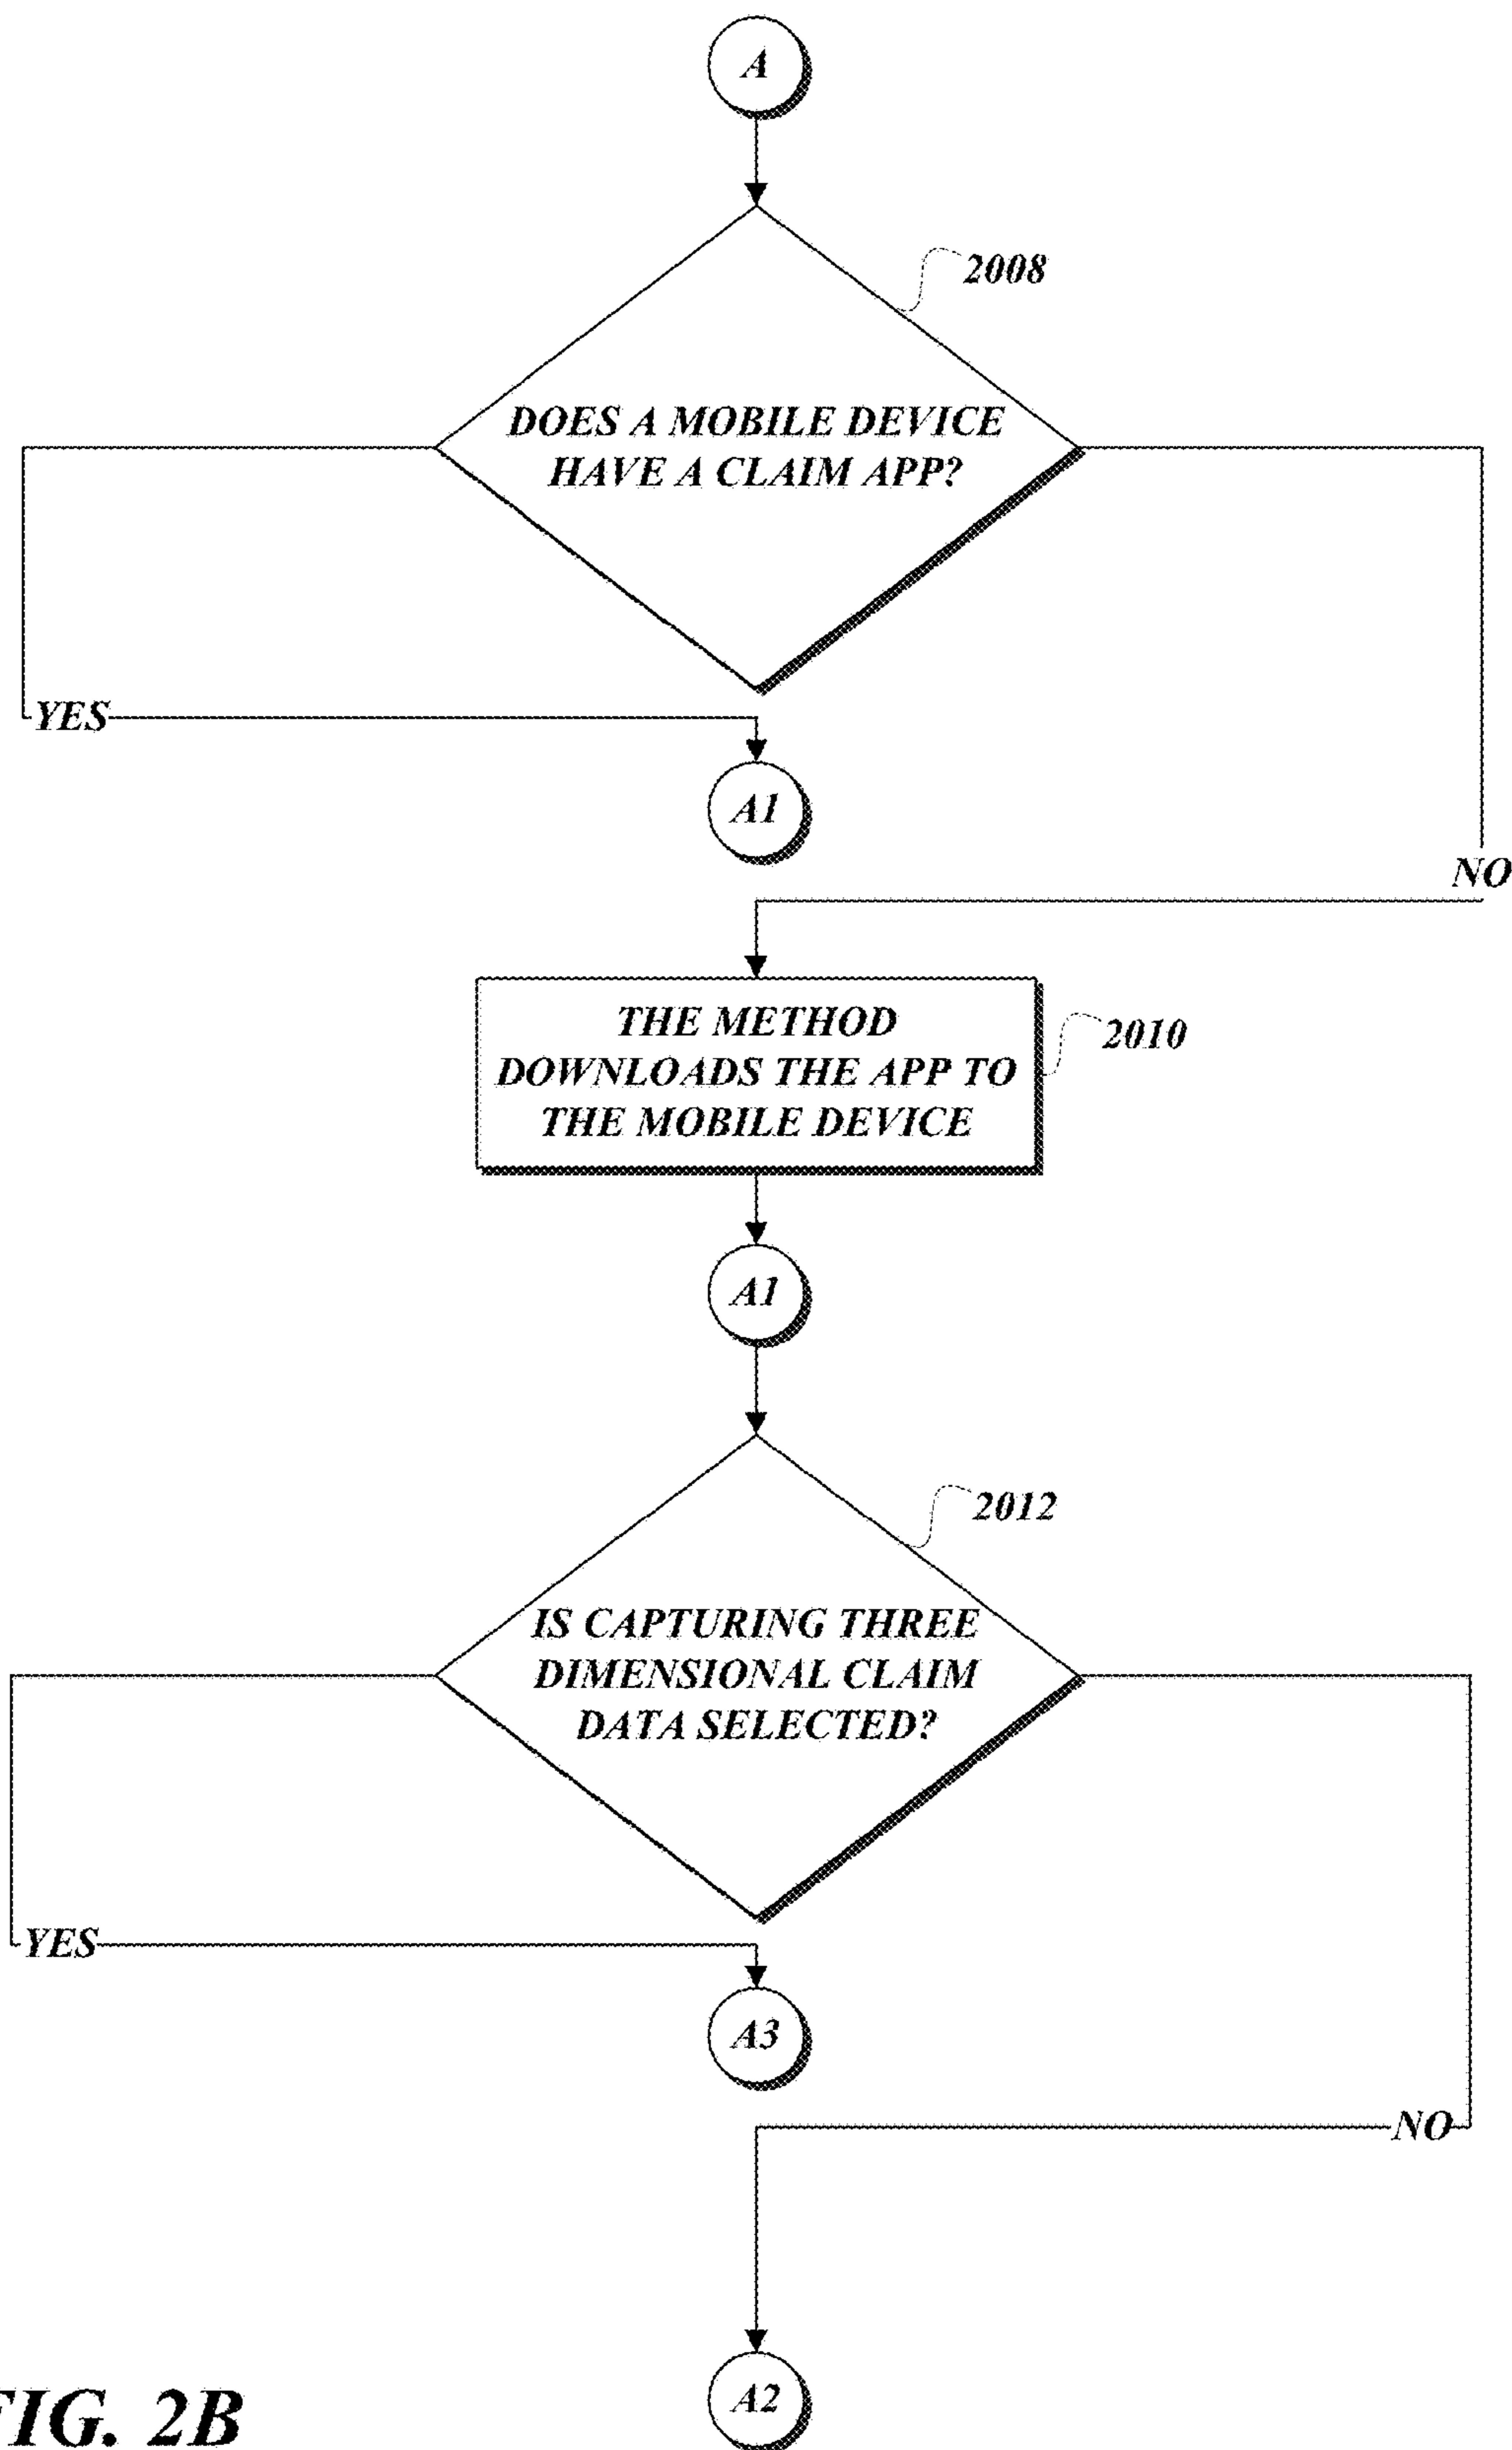 A
2008
DOES A MOBILE DEVICE
HAVE A CLAIM APP?
YES
A1
NO
THE METHOD
DOWNLOADS THE APP TO
THE MOBILE DEVICE
2010
A1
2012
IS CAPTURING THREE
DIMENSIONAL CLAIM
DATA SELECTED?
YES
A3
NO
A2
FIG. 2B